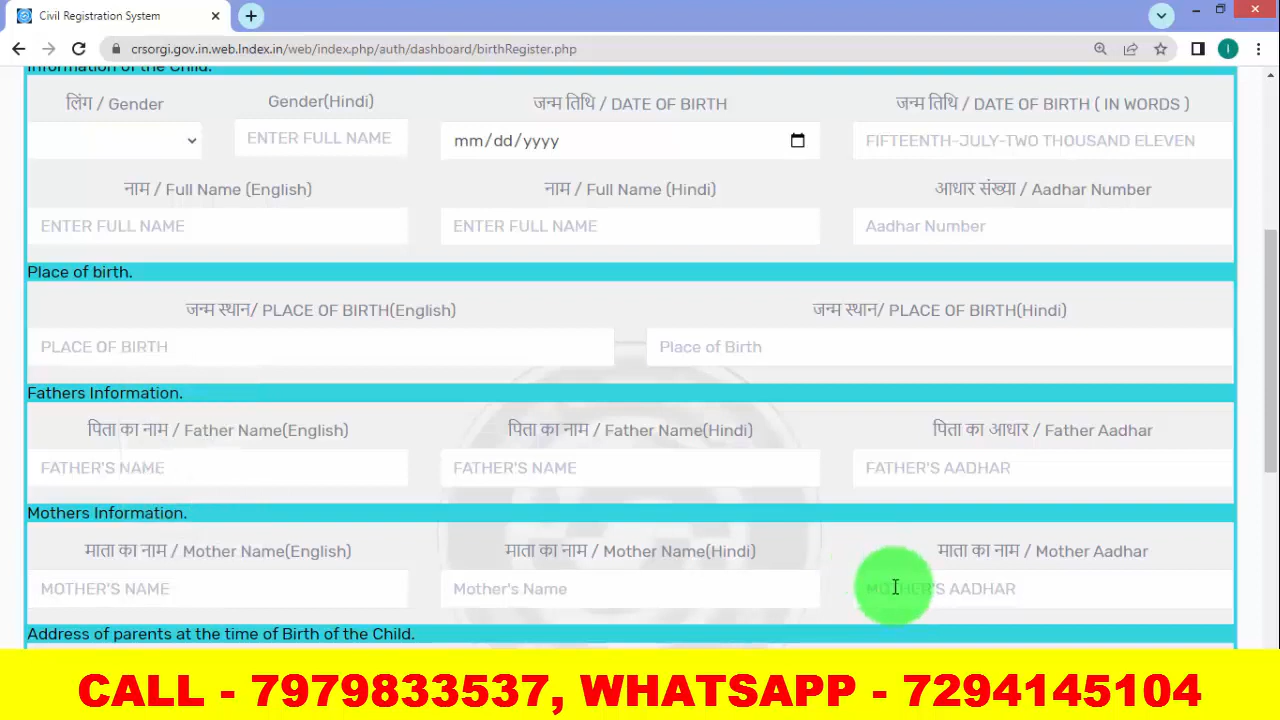 Civil Registration System
crsorgi.gov.in.web.Index.in/web/index.php/auth/dashboard/birthRegister.php
Information of the Child.
लिंग / Gender
Gender(Hindi)
जन्म तिथि / DATE OF BIRTH
जन्म तिथि / DATE OF BIRTH ( IN WORDS )
ENTER FULL NAME
mm/dd/yyyy
FIFTEENTH-JULY-TWO THOUSAND ELEVEN
नाम / Full Name (English)
नाम / Full Name (Hindi)
आधार संख्या / Aadhar Number
ENTER FULL NAME
ENTER FULL NAME
Aadhar Number
Place of birth.
जन्म स्थान/ PLACE OF BIRTH(English)
जन्म स्थान/ PLACE OF BIRTH(Hindi)
PLACE OF BIRTH
Place of Birth
Fathers Information.
पिता का नाम / Father Name(English)
पिता का नाम / Father Name(Hindi)
पिता का आधार / Father Aadhar
FATHER'S NAME
FATHER'S NAME
FATHER'S AADHAR
Mothers Information.
माता का नाम / Mother Name(English)
माता का नाम / Mother Name(Hindi)
माता का नाम / Mother Aadhar
MOTHER'S NAME
Mother's Name
MOTHER'S AADHAR
Address of parents at the time of Birth of the Child.
CALL - 7979833537, WHATSAPP - 7294145104